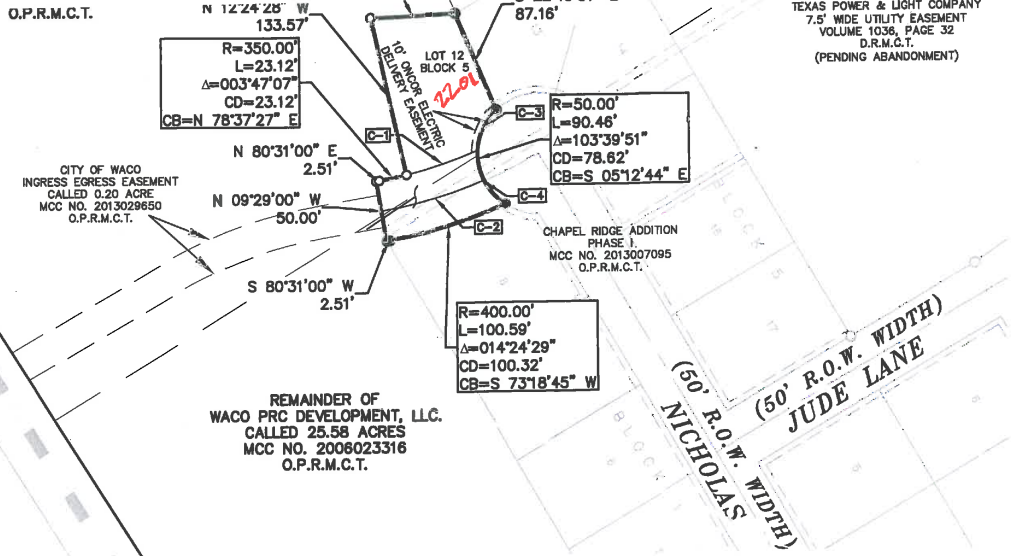 O.P.R.M.C.T.
N 12°24'28" W
133.57'
87.16'
TEXAS POWER & LIGHT COMPANY
7.5' WIDE UTILITY EASEMENT
VOLUME 1036, PAGE 32
D.R.M.C.T.
(PENDING ABANDONMENT)
R=350.00'
L=23.12'
Δ=003°47'07"
CD=23.12'
CB=N 78°37'27" E
10' ONCOR ELECTRIC
DELIVERY EASEMENT
LOT 12
BLOCK 5
2201
C-3
C-1
R=50.00'
L=90.46'
Δ=103°39'51"
CD=78.62'
CB=S 05°12'44" E
N 80°31'00" E
2.51'
CITY OF WACO
INGRESS EGRESS EASEMENT
CALLED 0.20 ACRE
MCC NO. 2013029650
O.P.R.M.C.T.
N 09°29'00" W
50.00'
C-4
C-2
CHAPEL RIDGE ADDITION
PHASE I
MCC NO. 2013007095
O.P.R.M.C.T.
BLOCK 5
17
S 80°31'00" W
2.51'
R=400.00'
L=100.59'
Δ=014°24'29"
CD=100.32'
CB=S 73°18'45" W
REMAINDER OF
WACO PRC DEVELOPMENT, LLC.
CALLED 25.58 ACRES
MCC NO. 2006023316
O.P.R.M.C.T.
BLOCK
(50' R.O.W. WIDTH)
NICHOLAS
(50' R.O.W. WIDTH)
JUDE LANE